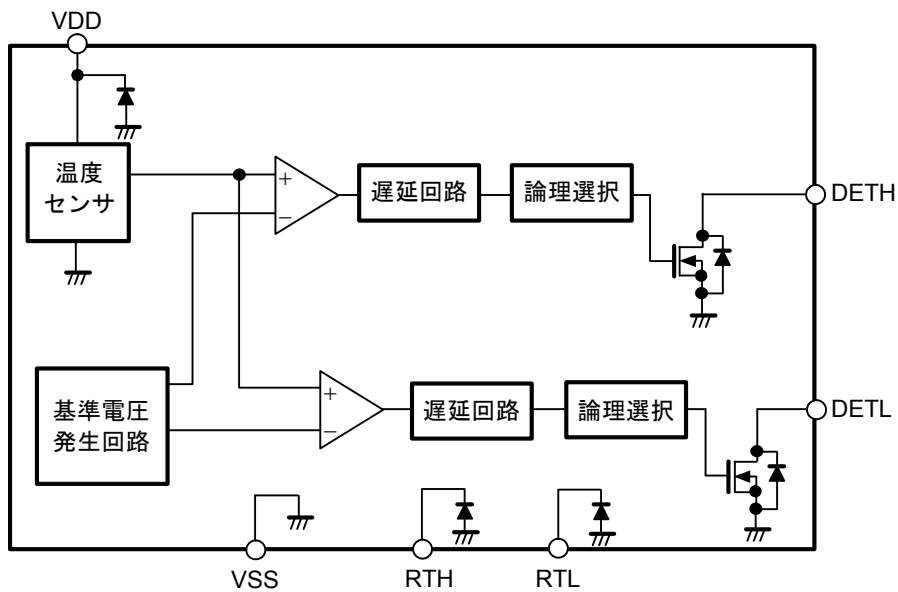 VDD
温度
センサ
+
−
遅延回路
論理選択
DETH
基準電圧
発生回路
+
−
遅延回路
論理選択
DETL
VSS
RTH
RTL